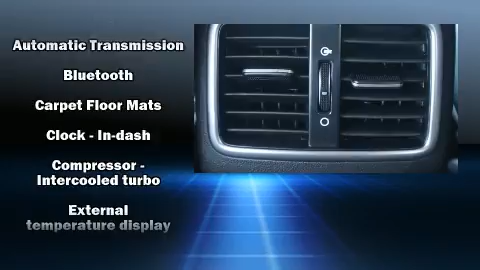 Automatic Transmission
Bluetooth
Carpet Floor Mats
Clock - In-dash
Compressor -
Intercooled turbo
External
temperature display